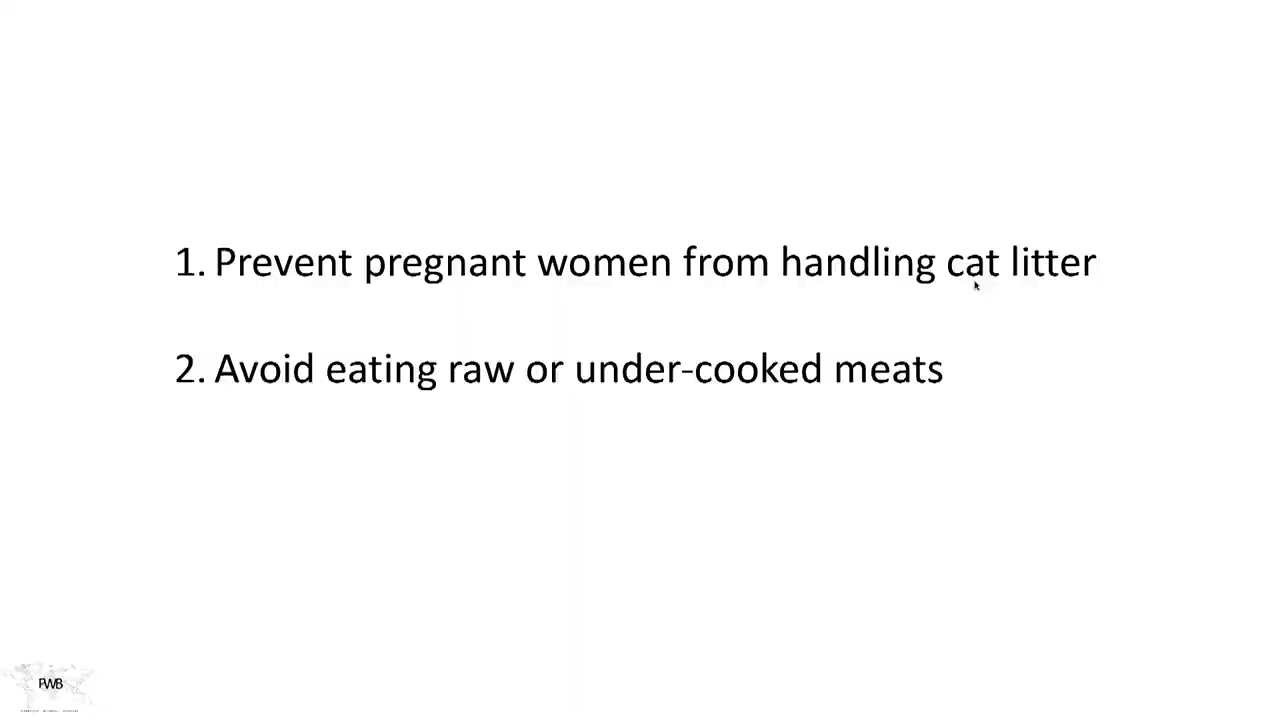 1. Prevent pregnant women from handling cat litter
2. Avoid eating raw or under-cooked meats
PWB